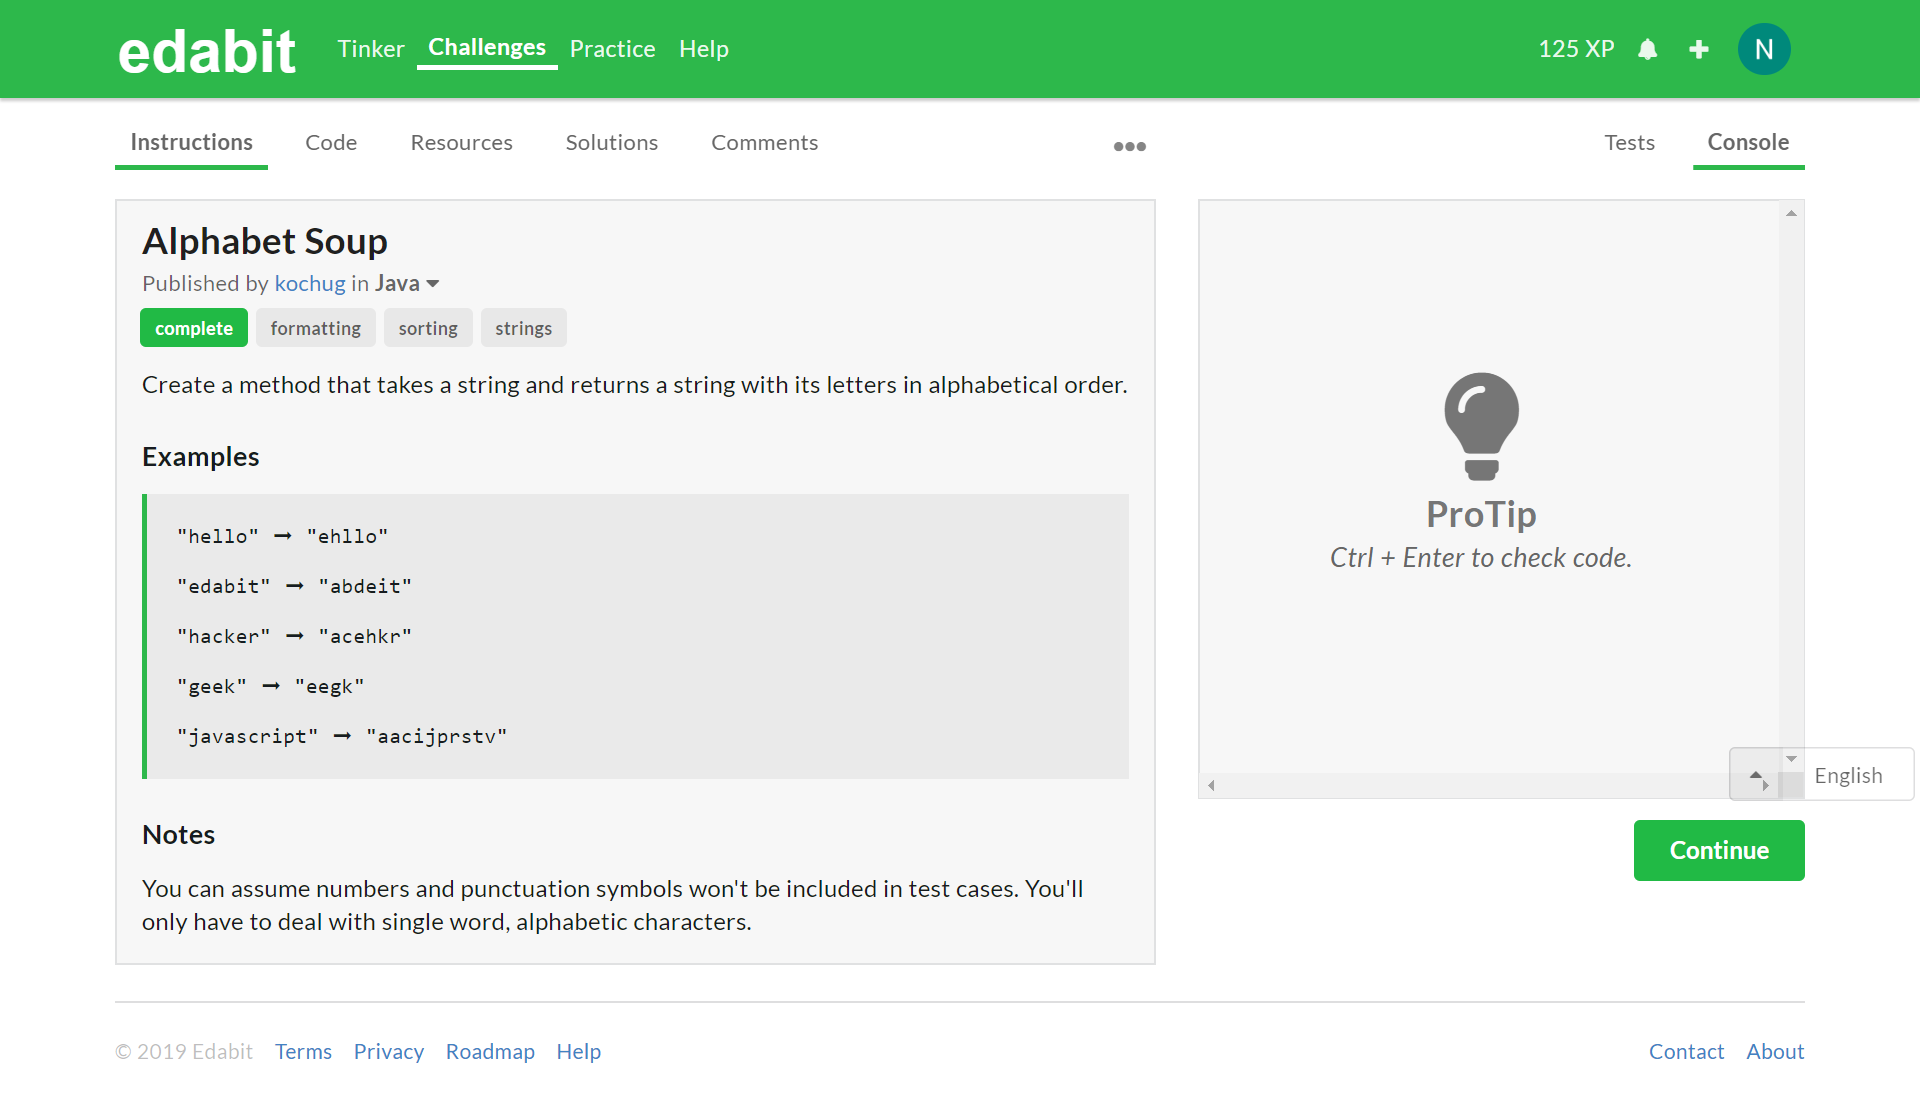 edabit Tinker Challenges Practice Help 125 XP N
Instructions Code Resources Solutions Comments Tests Console
Alphabet Soup
Published by kochug in Java
complete formatting sorting strings
Create a method that takes a string and returns a string with its letters in alphabetical order.
Examples
"hello" ➞ "ehllo"
"edabit" ➞ "abdeit"
"hacker" ➞ "acehkr"
"geek" ➞ "eegk"
"javascript" ➞ "aacijprstv"
Notes
You can assume numbers and punctuation symbols won't be included in test cases. You'll
only have to deal with single word, alphabetic characters.
ProTip
Ctrl + Enter to check code.
English
Continue
© 2019 Edabit Terms Privacy Roadmap Help Contact About